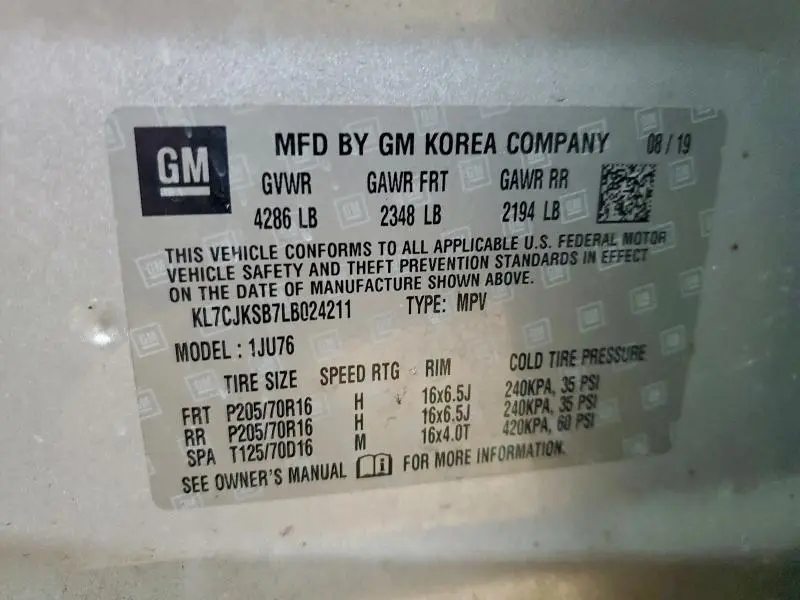 GM
MFD BY GM KOREA COMPANY 08/19
GVWR GAWR FRT GAWR RR
4286 LB 2348 LB 2194 LB
THIS VEHICLE CONFORMS TO ALL APPLICABLE U.S. FEDERAL MOTOR
VEHICLE SAFETY AND THEFT PREVENTION STANDARDS IN EFFECT
ON THE DATE OF MANUFACTURE SHOWN ABOVE.
KL7CJKSB7LB024211 TYPE: MPV
MODEL : 1JU76
TIRE SIZE SPEED RTG RIM COLD TIRE PRESSURE
FRT P205/70R16 H 16x6.5J 240KPA, 35 PSI
RR P205/70R16 H 16x6.5J 240KPA, 35 PSI
SPA T125/70D16 M 16x4.0T 420KPA, 60 PSI
SEE OWNER'S MANUAL FOR MORE INFORMATION.